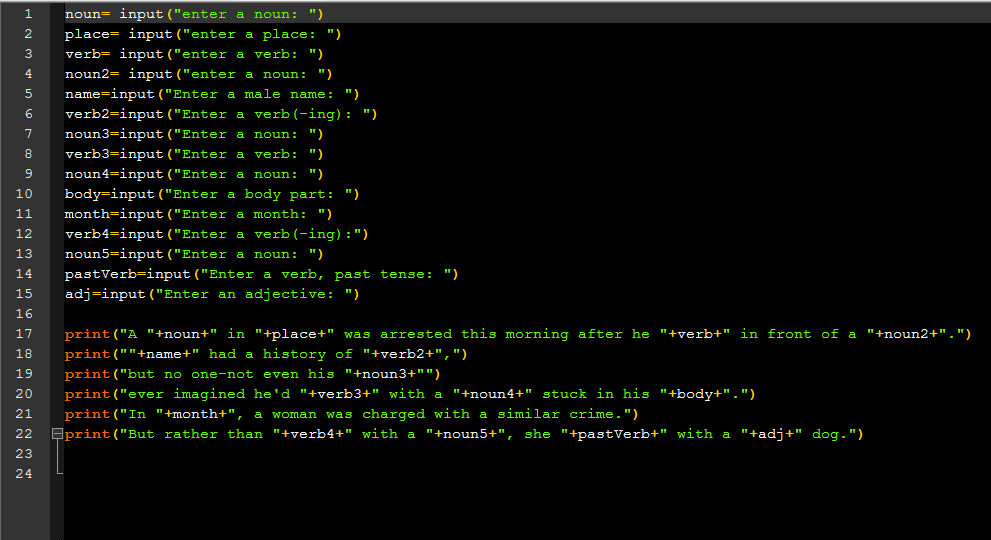 1 noun= input("enter a noun: ")
2 place= input("enter a place: ")
3 verb= input("enter a verb: ")
4 noun2= input("enter a noun: ")
5 name=input("Enter a male name: ")
6 verb2=input("Enter a verb(-ing): ")
7 noun3=input("Enter a noun: ")
8 verb3=input("Enter a verb: ")
9 noun4=input("Enter a noun: ")
10 body=input("Enter a body part: ")
11 month=input("Enter a month: ")
12 verb4=input("Enter a verb(-ing):")
13 noun5=input("Enter a noun: ")
14 pastVerb=input("Enter a verb, past tense: ")
15 adj=input("Enter an adjective: ")
16
17 print("A "+noun+" in "+place+" was arrested this morning after he "+verb+" in front of a "+noun2+".")
18 print(""+name+" had a history of "+verb2+",")
19 print("but no one-not even his "+noun3+"")
20 print("ever imagined he'd "+verb3+" with a "+noun4+" stuck in his "+body+".")
21 print("In "+month+", a woman was charged with a similar crime.")
22 print("But rather than "+verb4+" with a "+noun5+", she "+pastVerb+" with a "+adj+" dog.")
23
24